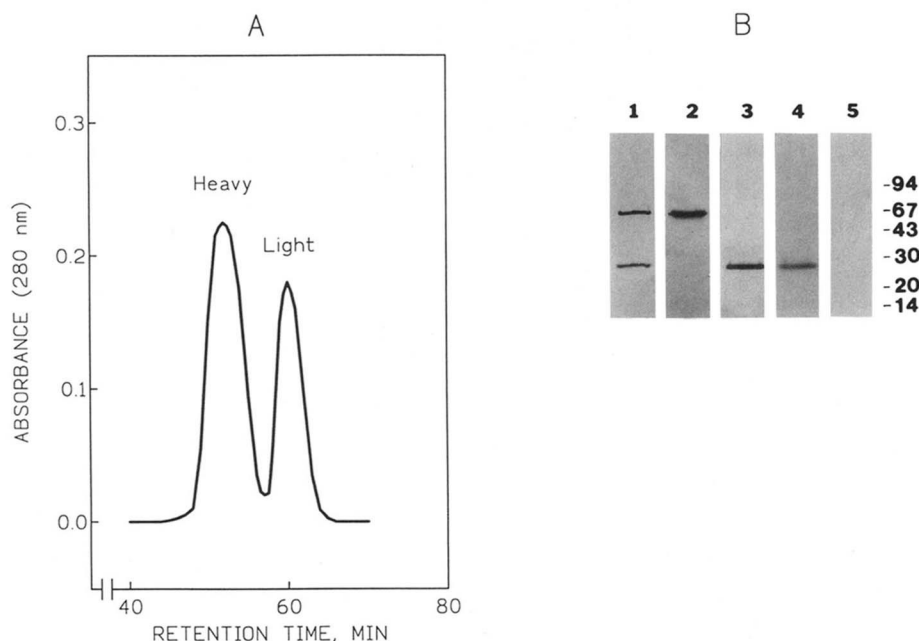 A
ABSORBANCE (280 nm)
0.3
0.2
0.1
0.0
Heavy
Light
40
60
80
RETENTION TIME, MIN
B
1 2 3 4 5
-94
-67
-43
-30
-20
-14